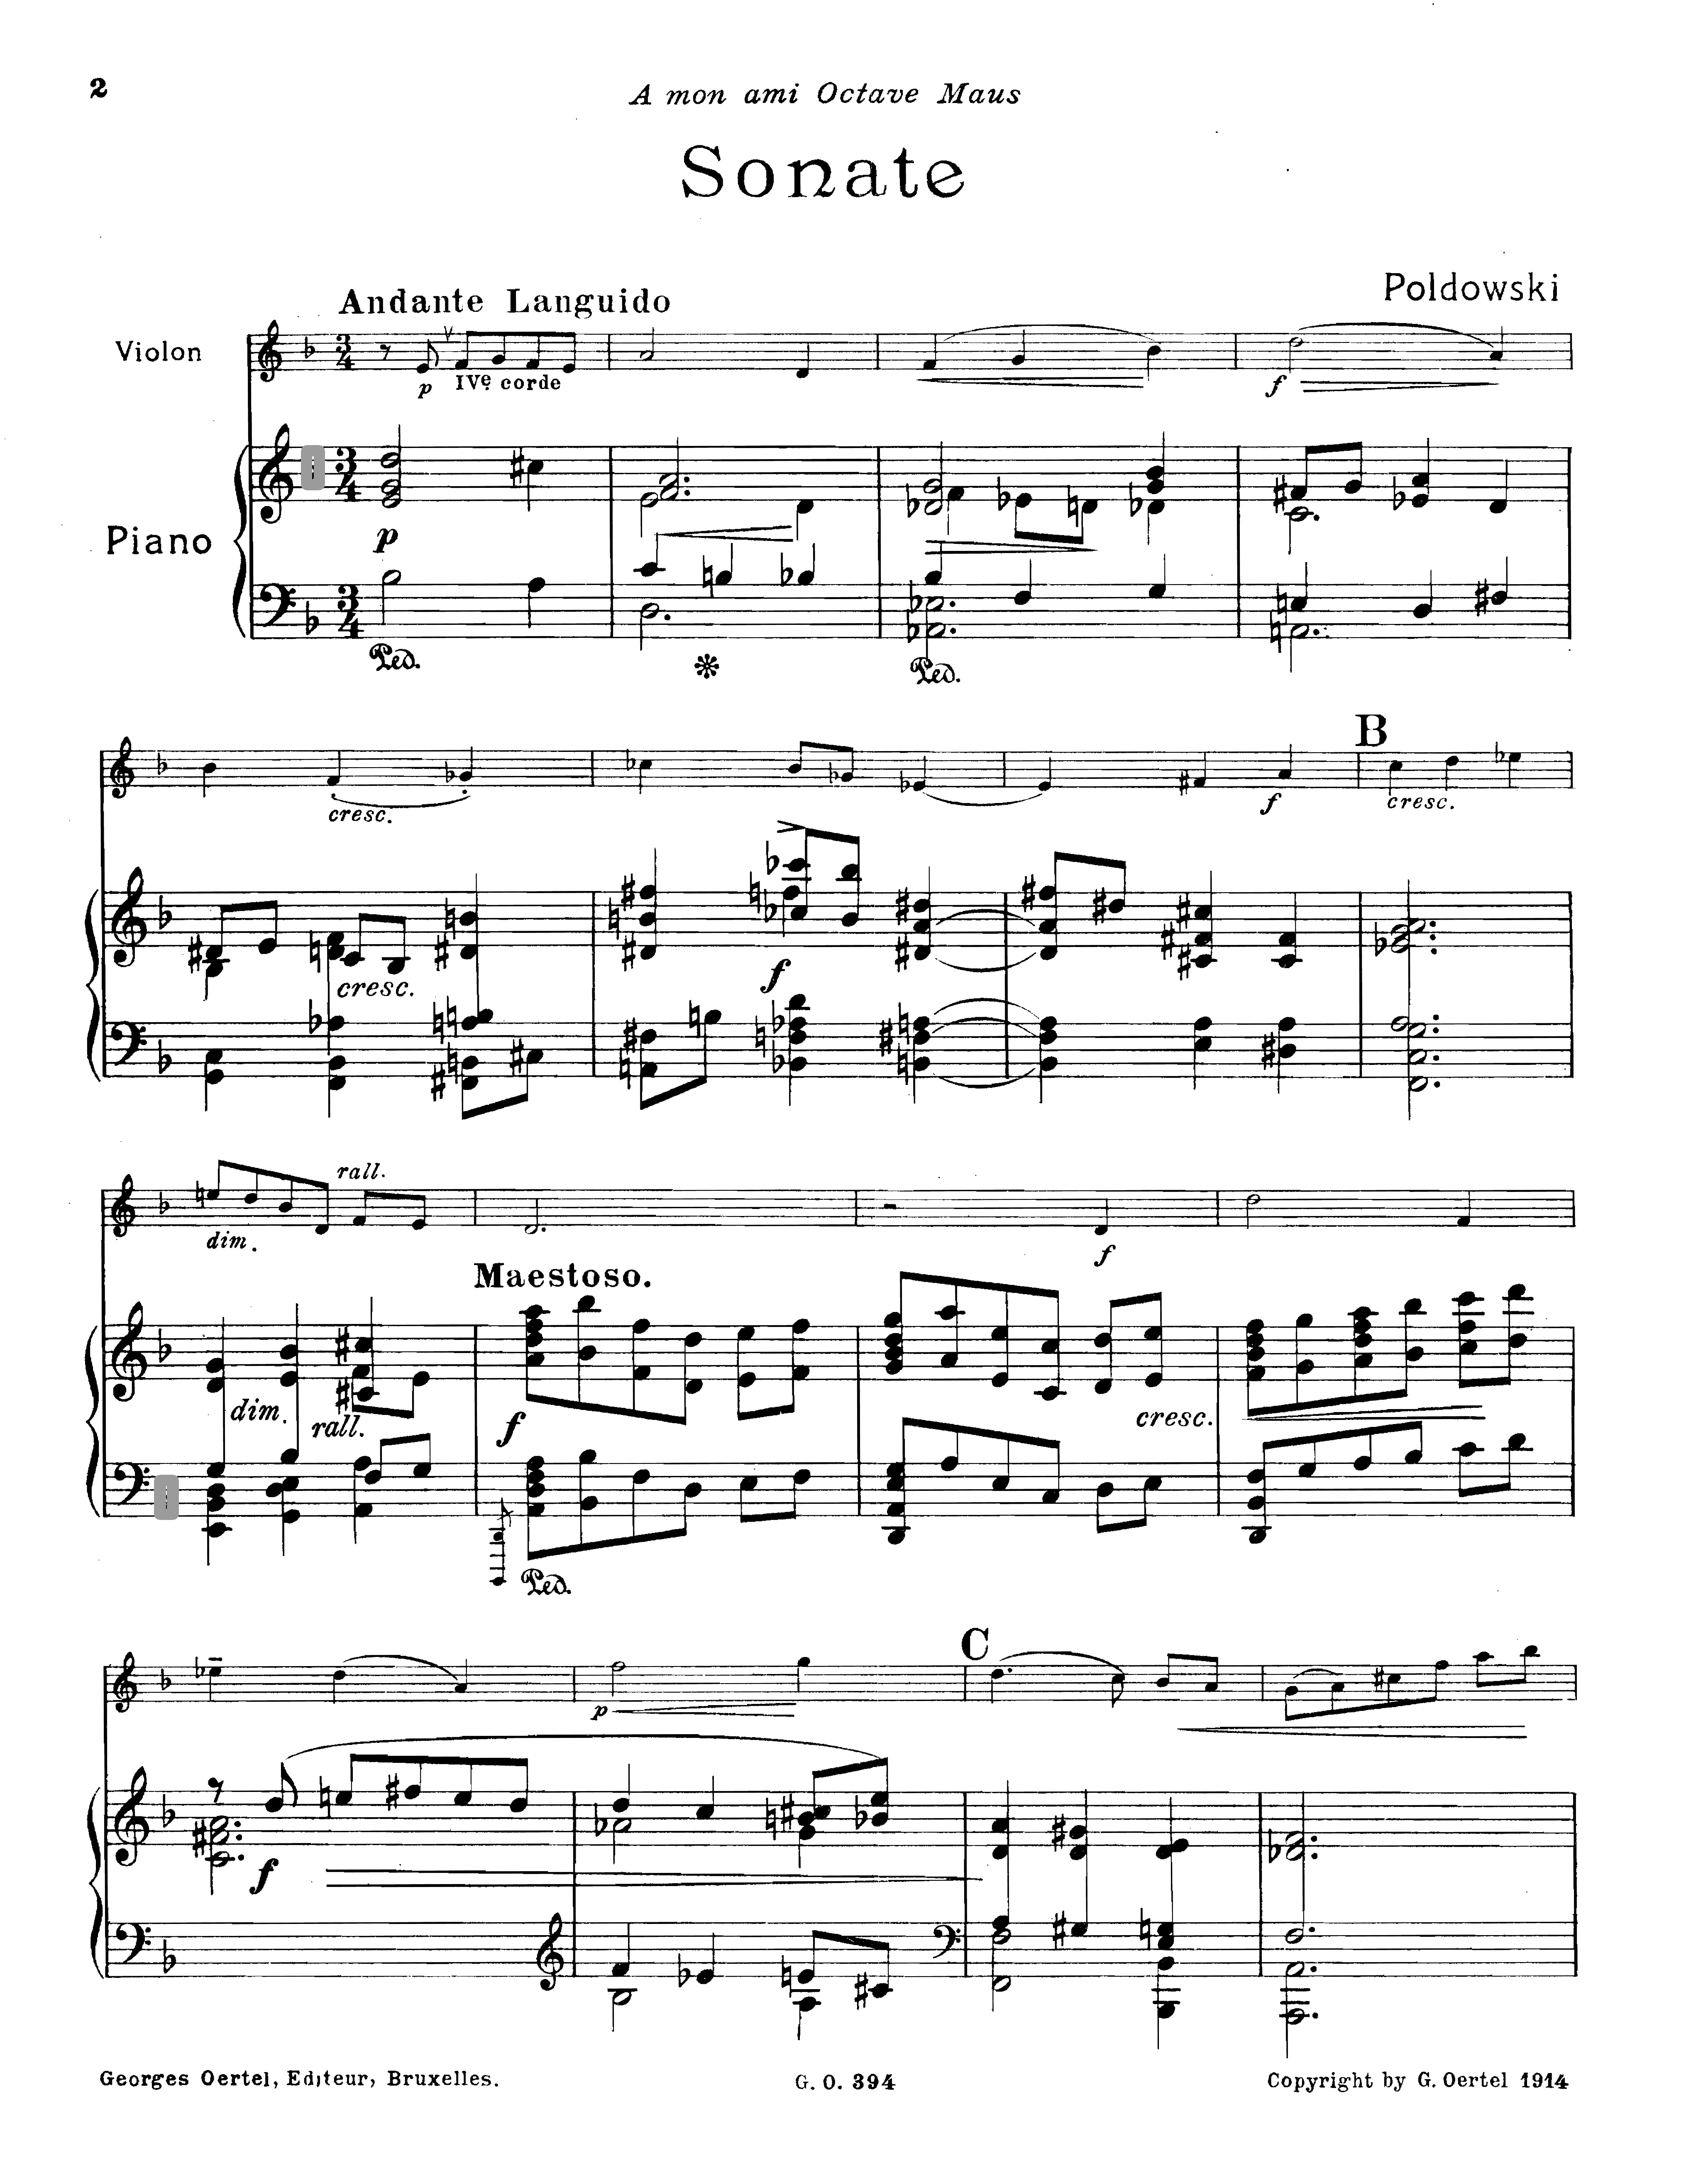 2
A mon ami Octave Maus
Sonate
Poldowski
Andante Languido
Violon
p IVe corde
f
Piano
p
Ped.
Ped.
B
cresc.
f
cresc.
cresc.
f
rall.
dim.
f
Maestoso.
dim.
rall.
f
cresc.
Ped.
C
p
f
Georges Oertel, Editeur, Bruxelles.
G. O. 394
Copyright by G. Oertel 1914